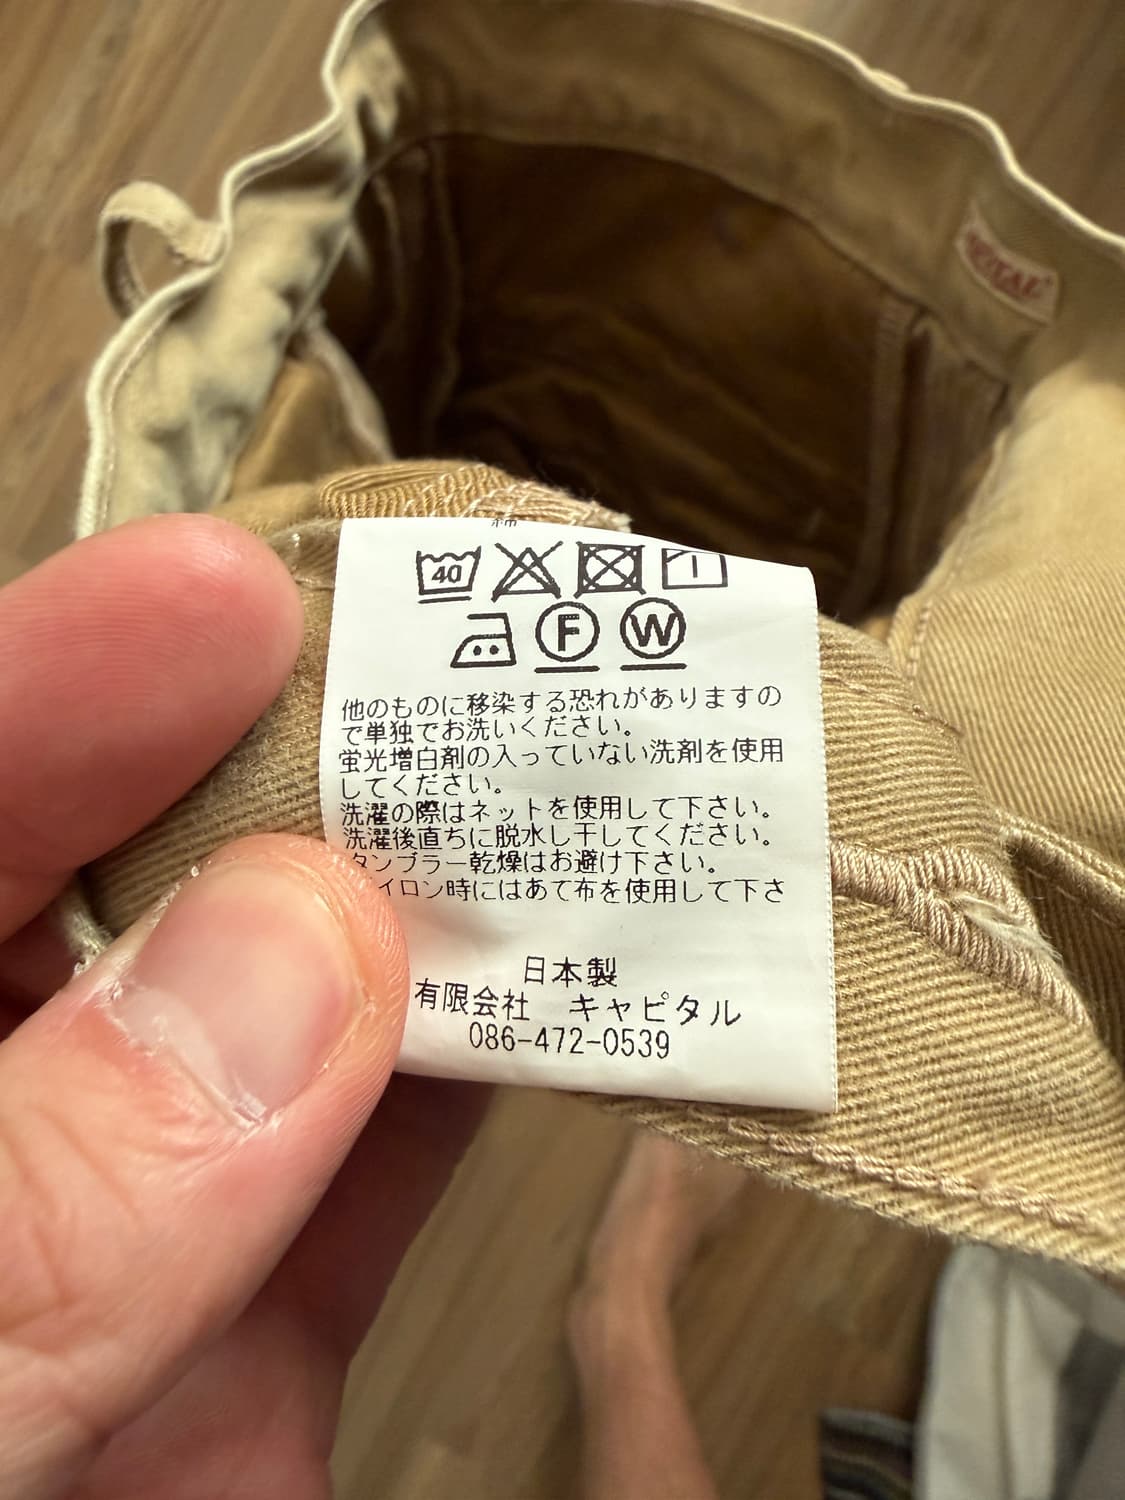 綿
40
F W
他のものに移染する恐れがありますの
で単独でお洗いください。
蛍光増白剤の入っていない洗剤を使用
してください。
洗濯の際はネットを使用して下さい。
洗濯後直ちに脱水し干してください。
タンブラー乾燥はお避け下さい。
イロン時にはあて布を使用して下さ
日本製
有限会社 キャピタル
086-472-0539